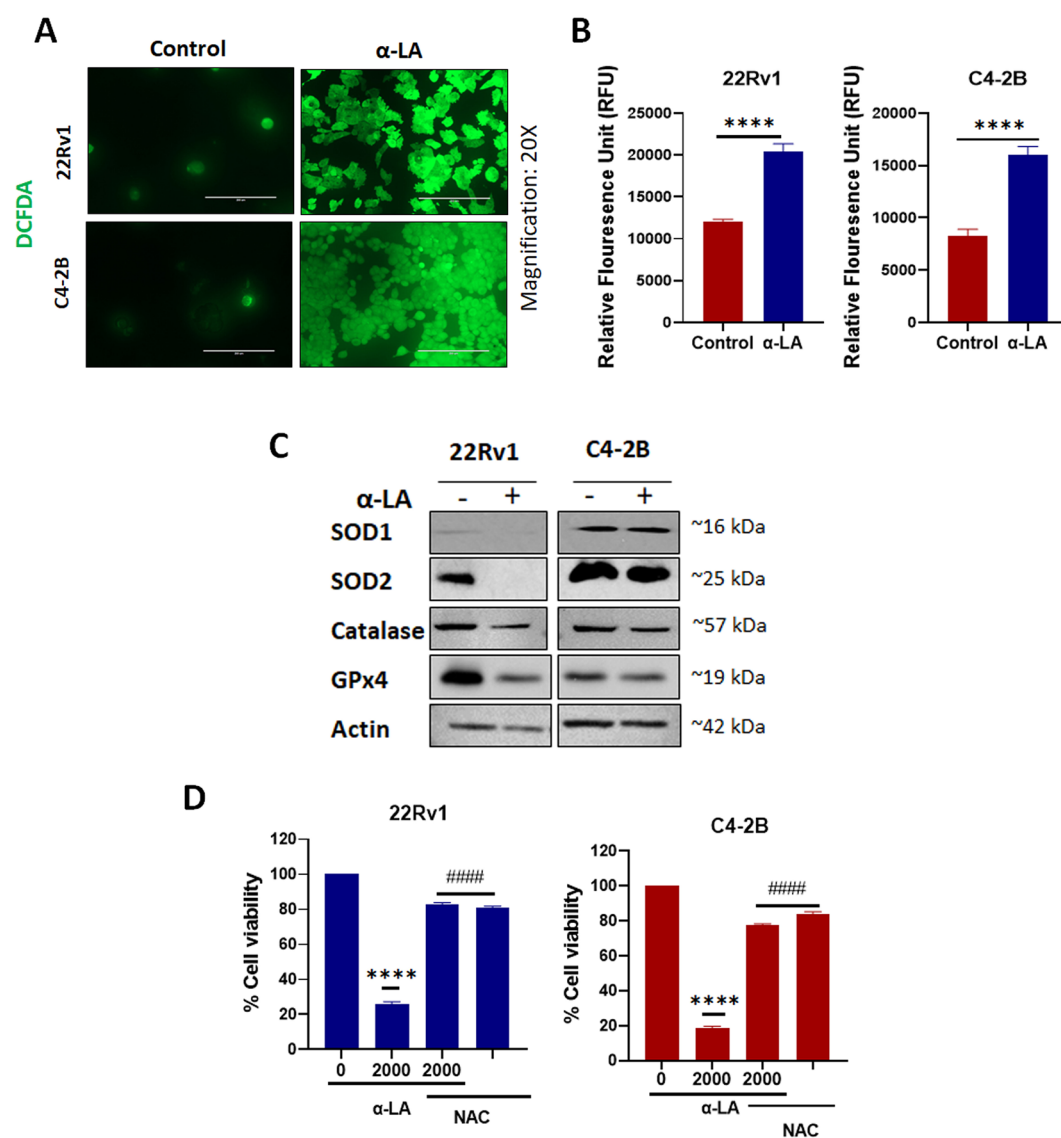 A
Control
α-LA
22Rv1
C4-2B
DCFDA
Magnification: 20X
B
22Rv1
Relative Flouresence Unit (RFU)
25000
20000
15000
10000
5000
0
****
Control
α-LA
C4-2B
Relative Flouresence Unit (RFU)
20000
16000
12000
8000
4000
0
****
Control
α-LA
C
22Rv1
C4-2B
α-LA - + - +
SOD1 ~16 kDa
SOD2 ~25 kDa
Catalase ~57 kDa
GPx4 ~19 kDa
Actin ~42 kDa
D
22Rv1
% Cell viability
120
100
80
60
40
20
0
****
####
0 2000 2000
α-LA
NAC
C4-2B
% Cell viability
120
100
80
60
40
20
0
****
####
0 2000 2000
α-LA
NAC